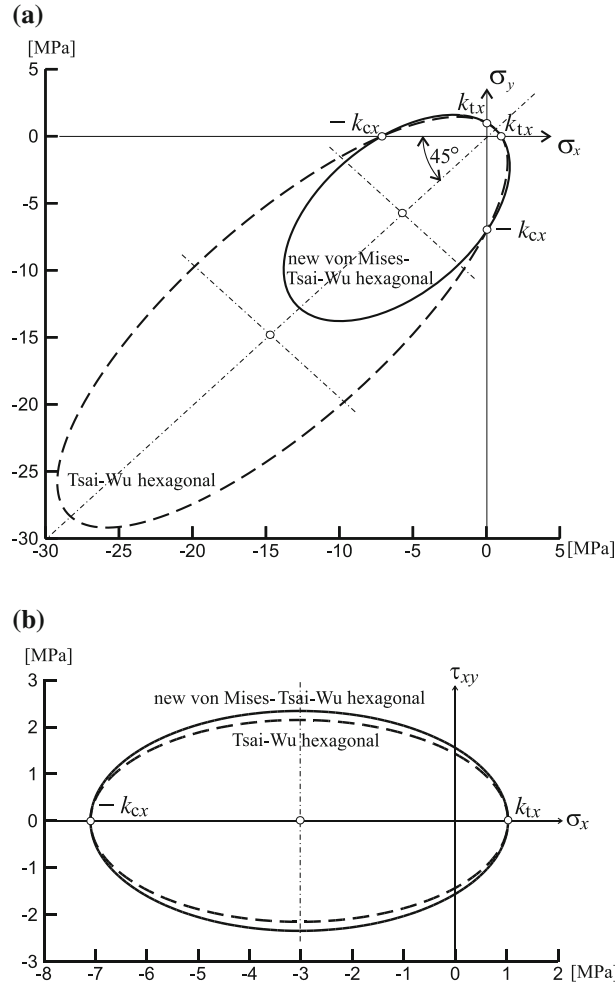 (a)
[MPa]
5
0
-5
-10
-15
-20
-25
-30
σy
ktx
ktx
σx
− kcx
45°
− kcx
new von Mises-
Tsai-Wu hexagonal
Tsai-Wu hexagonal
-30 -25 -20 -15 -10 -5 0 5 [MPa]
(b)
[MPa]
3
2
1
0
-1
-2
-3
τxy
new von Mises-Tsai-Wu hexagonal
Tsai-Wu hexagonal
− kcx
ktx
σx
-8 -7 -6 -5 -4 -3 -2 -1 0 1 2
[MPa]